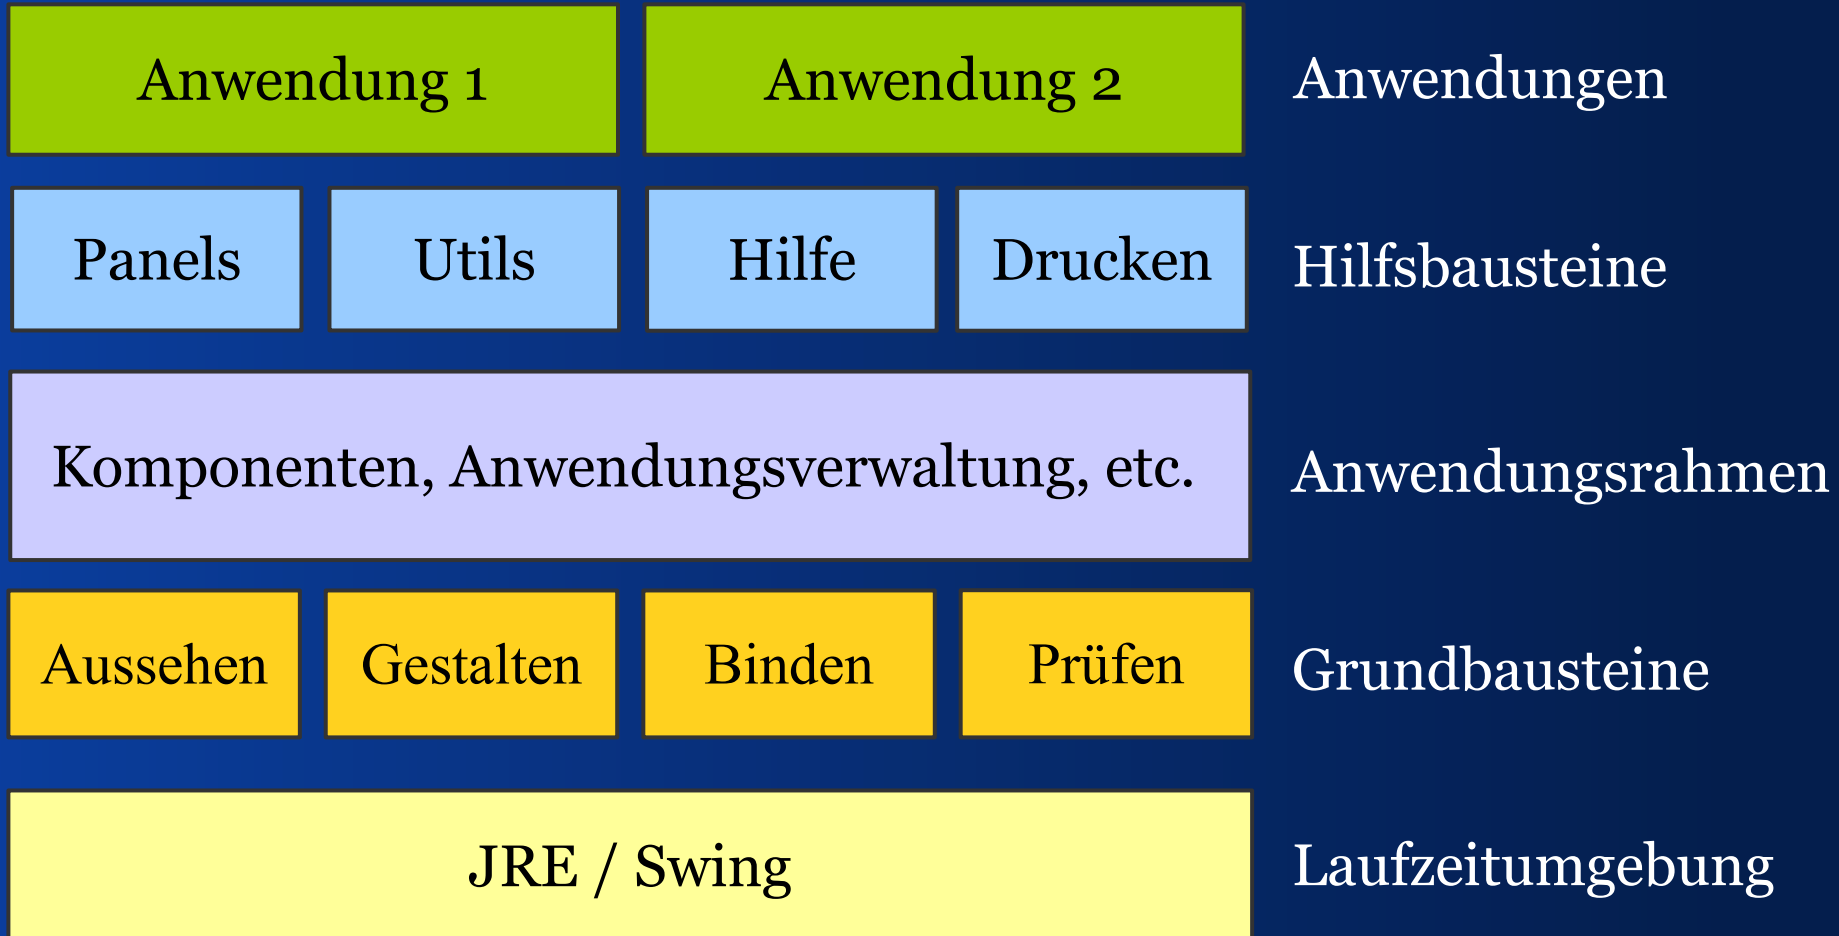 Anwendung 1 Anwendung 2 Anwendungen
Panels Utils Hilfe Drucken Hilfsbausteine
Komponenten, Anwendungsverwaltung, etc. Anwendungsrahmen
Aussehen Gestalten Binden Prüfen Grundbausteine
JRE / Swing Laufzeitumgebung